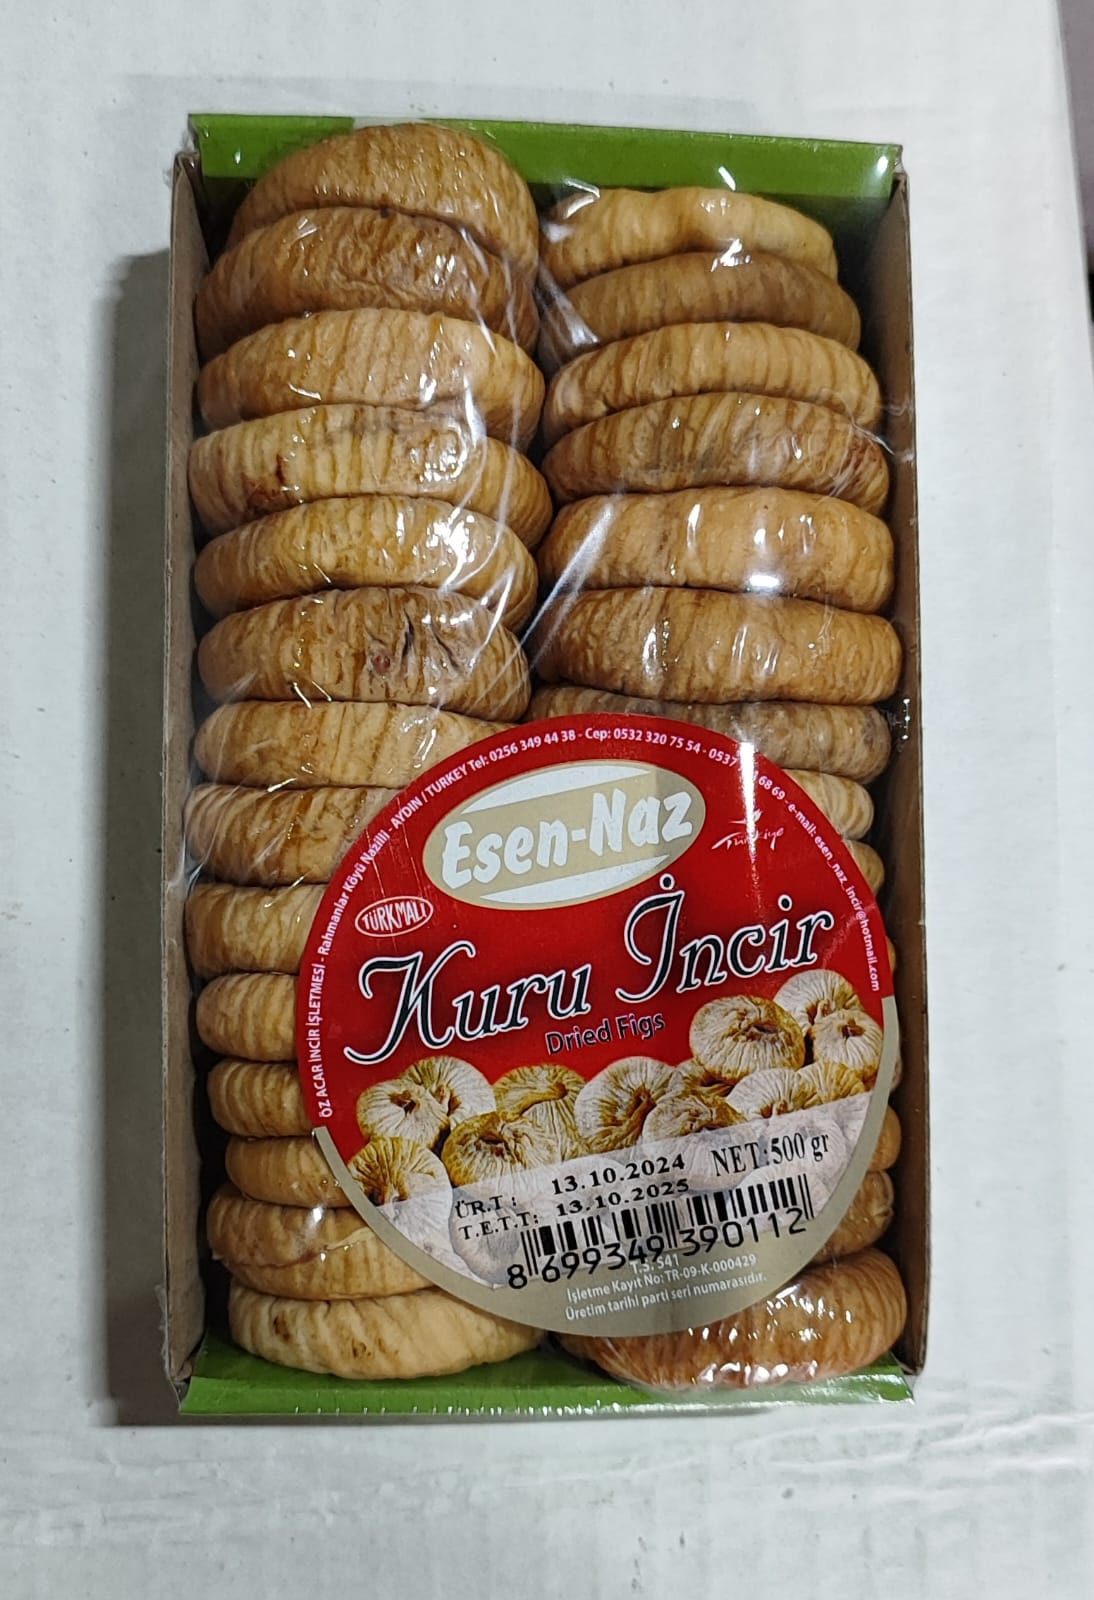 ÖZ ACAR İNCİR İŞLETMESİ - Rahmanlar Köyü Nazilli - AYDIN / TURKEY Tel: 0256 349 44 38 - Cep: 0532 320 75 54 - 0537 68 69 - e-mail: esen_naz_incir@hotmail.com
Esen-Naz
Türkiye
TÜRKMALI
Kuru İncir
Dried Figs
ÜR.T : 13.10.2024 NET:500 gr
T.E.T.T: 13.10.2025
8 699349 390112
T.S. 541
İşletme Kayıt No: TR-09-K-000429
Üretim tarihi parti seri numarasıdır.